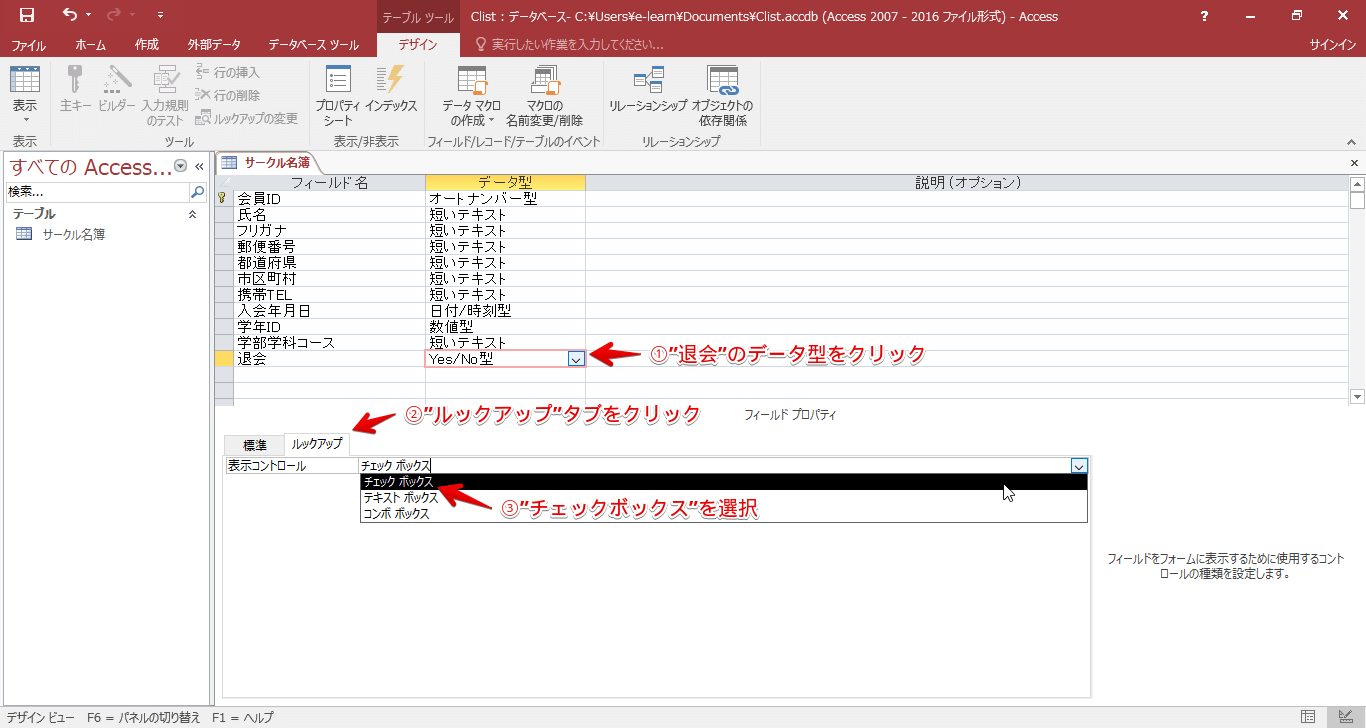 テーブル ツール
Clist : データベース- C:¥Users¥e-learn¥Documents¥Clist.accdb (Access 2007 - 2016 ファイル形式) - Access
?
ファイル ホーム 作成 外部データ データベース ツール デザイン 実行したい作業を入力してください... サインイン
表示
主キー ビルダー 入力規則のテスト
行の挿入
行の削除
ルックアップの変更
プロパティ シート
インデックス
データ マクロの作成
マクロの名前変更/削除
リレーションシップ
オブジェクトの依存関係
表示 ツール 表示/非表示 フィールド/レコード/テーブルのイベント リレーションシップ
すべての Access... «
検索...
テーブル
サークル名簿
サークル名簿
フィールド名 データ型 説明(オプション)
会員ID オートナンバー型
氏名 短いテキスト
フリガナ 短いテキスト
郵便番号 短いテキスト
都道府県 短いテキスト
市区町村 短いテキスト
携帯TEL 短いテキスト
入会年月日 日付/時刻型
学年ID 数値型
学部学科コース 短いテキスト
退会 Yes/No型
①”退会”のデータ型をクリック
②”ルックアップ”タブをクリック
フィールド プロパティ
標準 ルックアップ
表示コントロール チェック ボックス
チェック ボックス
テキスト ボックス
コンボ ボックス
③”チェックボックス”を選択
フィールドをフォームに表示するために使用するコント
ロールの種類を設定します。
デザイン ビュー F6 = パネルの切り替え F1 = ヘルプ